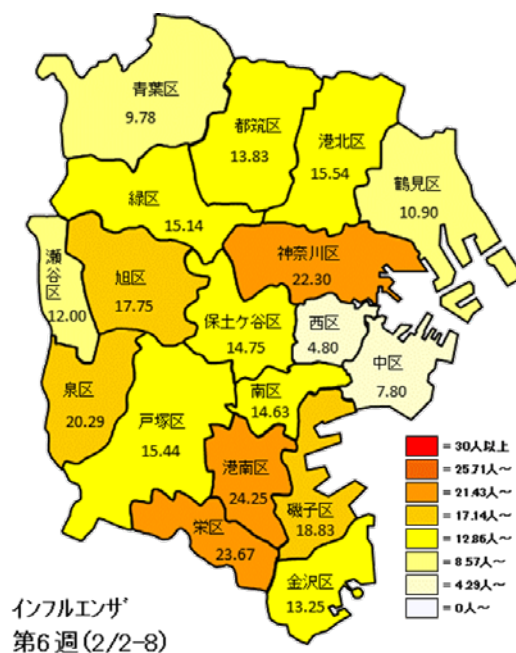 青葉区
9.78
都筑区
13.83
港北区
15.54
鶴見区
10.90
緑区
15.14
神奈川区
22.30
瀬谷区
12.00
旭区
17.75
保土ケ谷区
14.75
西区
4.80
中区
7.80
泉区
20.29
戸塚区
15.44
南区
14.63
港南区
24.25
磯子区
18.83
栄区
23.67
金沢区
13.25
= 30人以上
= 25.71人～
= 21.43人～
= 17.14人～
= 12.86人～
= 8.57人～
= 4.29人～
= 0人～
インフルエンザ
第6週(2/2-8)